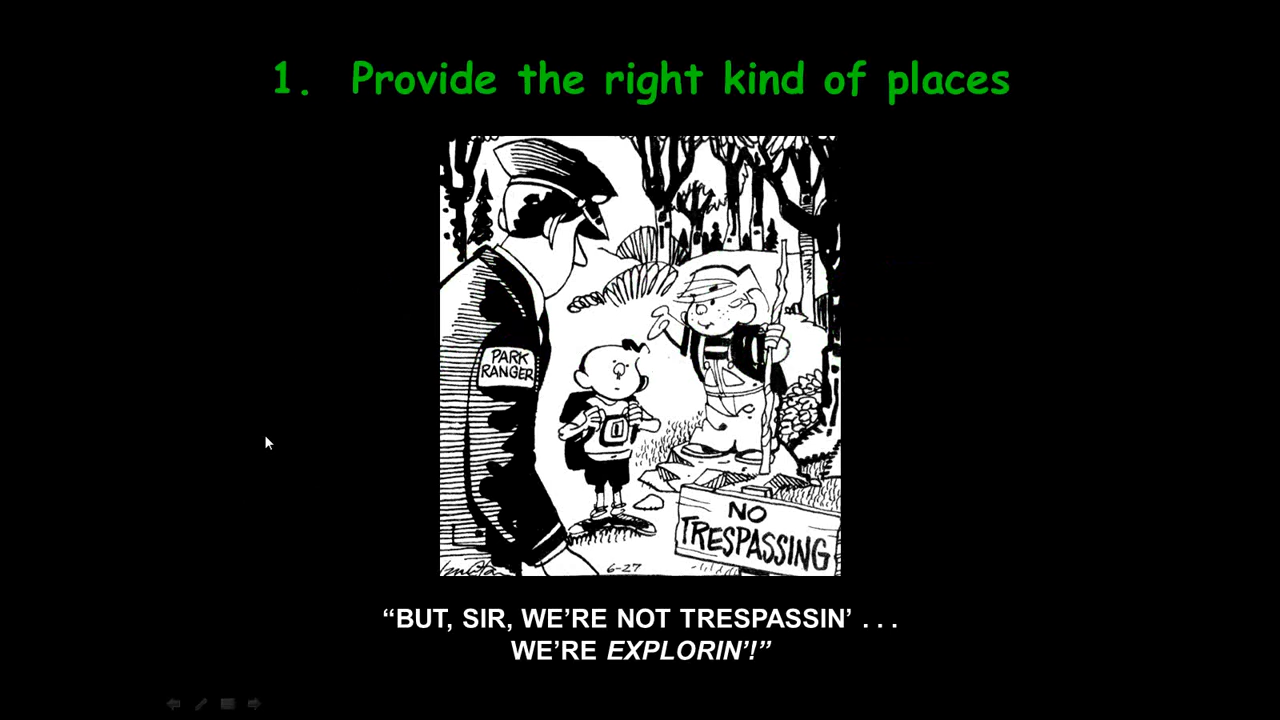 1. Provide the right kind of places
PARK
RANGER
NO
TRESPASSING
6-27
“BUT, SIR, WE’RE NOT TRESPASSIN’ . . .
WE’RE EXPLORIN’!”